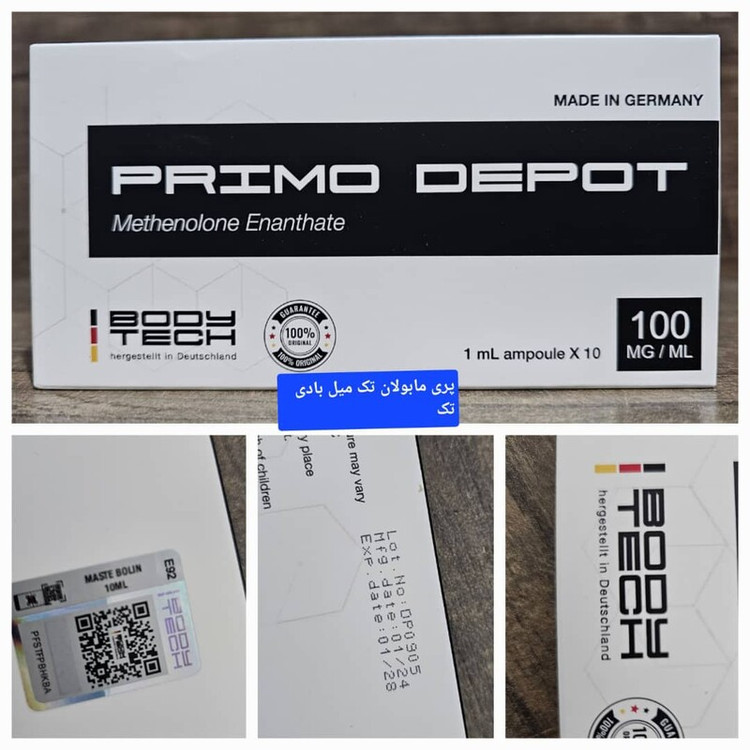 MADE IN GERMANY
PRIMO DEPOT
Methenolone Enanthate
BODY
TECH
hergestellt in Deutschland
GUARANTEE
100%
ORIGINAL
100% ORIGINAL
1 mL ampoule X 10
100
MG / ML
پری مابولان تک میل بادی
تک
E92
MASTE BOLIN
10ML
BODY
TECH
PFSTFPBHKBA
re may vary
y place
of children
Lot.No:DP0905
Mfg.date:01/24
Exp.date:01/28
BODY
TECH
hergestellt in Deutschland